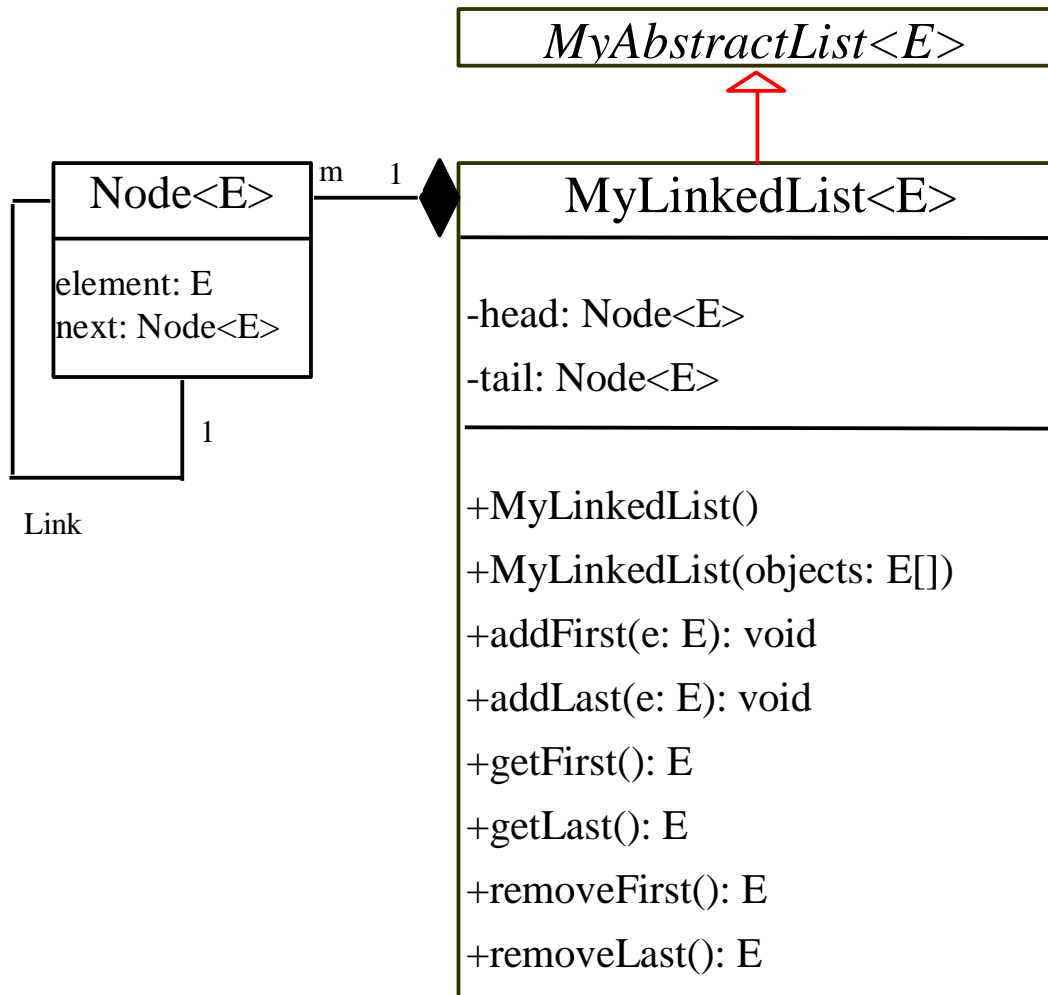 MyAbstractList<E>
m
1
Node<E>
MyLinkedList<E>
element: E
next: Node<E>
-head: Node<E>
-tail: Node<E>
1
Link
+MyLinkedList()
+MyLinkedList(objects: E[])
+addFirst(e: E): void
+addLast(e: E): void
+getFirst(): E
+getLast(): E
+removeFirst(): E
+removeLast(): E